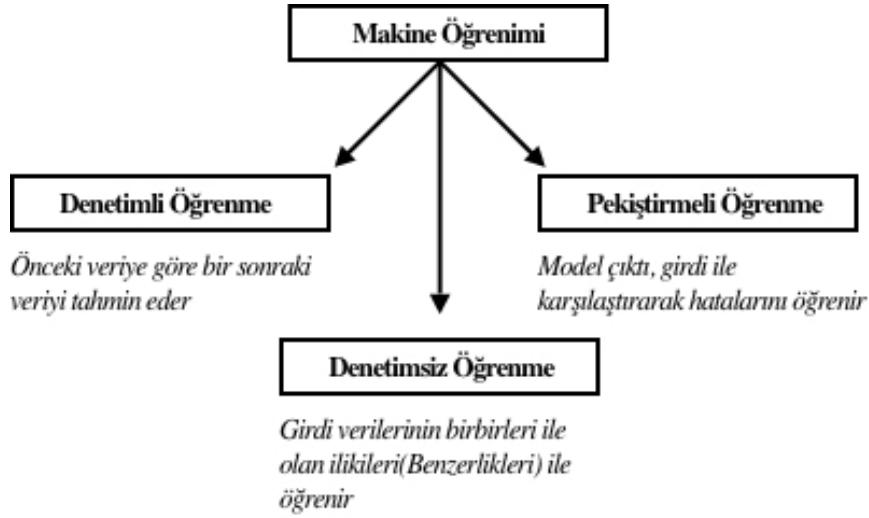 Makine Öğrenimi
Denetimli Öğrenme
Önceki veriye göre bir sonraki
veriyi tahmin eder
Pekiştirmeli Öğrenme
Model çıktı, girdi ile
karşılaştırarak hatalarını öğrenir
Denetimsiz Öğrenme
Girdi verilerinin birbirleri ile
olan ilikileri(Benzerlikleri) ile
öğrenir